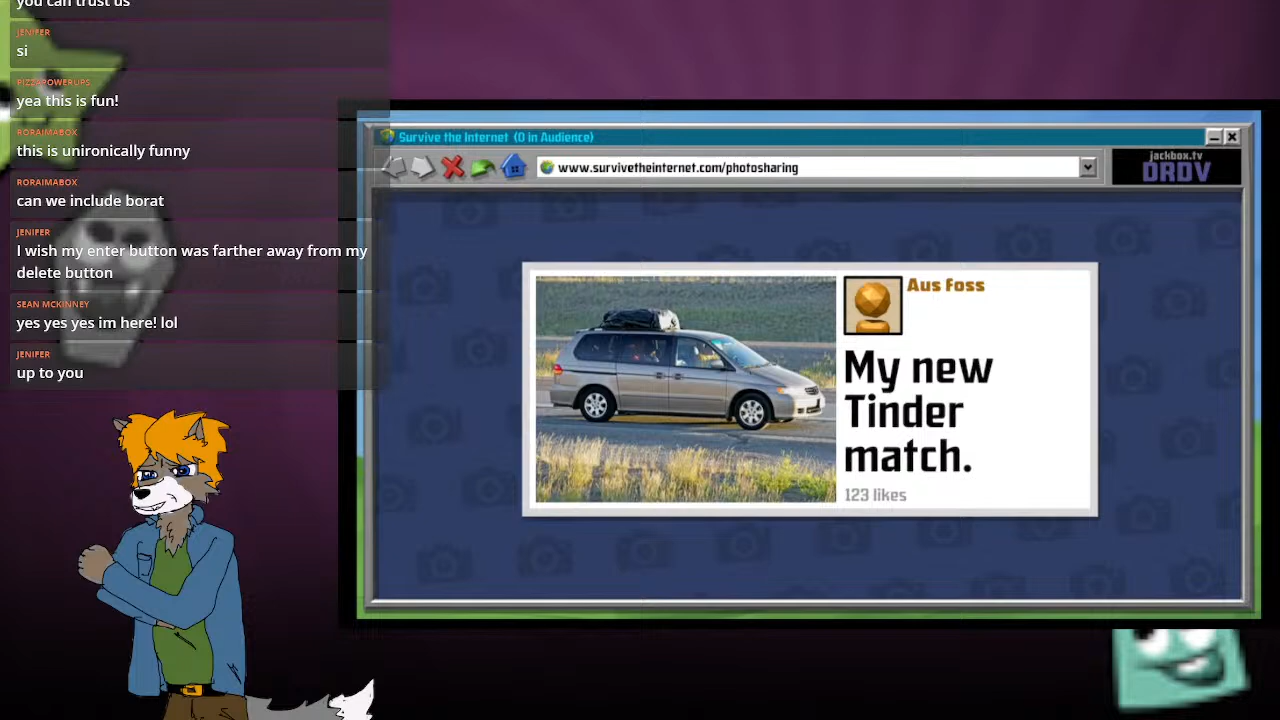 you can trust us
JENIFER
si
PIZZAPOWERUPS
yea this is fun!
RORAIMABOX
this is unironically funny
RORAIMABOX
can we include borat
JENIFER
I wish my enter button was farther away from my
delete button
SEAN MCKINNEY
yes yes yes im here! lol
JENIFER
up to you
Survive the Internet (0 in Audience)
www.survivetheinternet.com/photosharing
jackbox.tv
DRDV
Aus Foss
My new
Tinder
match.
123 likes